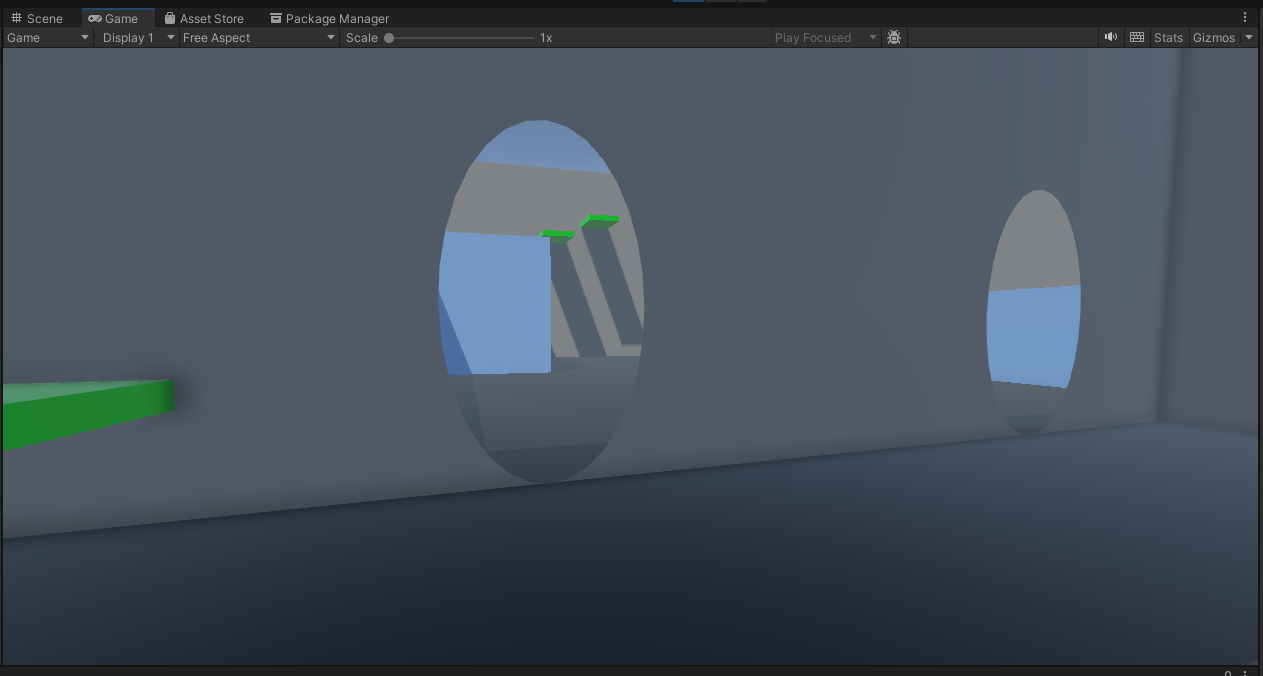 Scene Game Asset Store Package Manager
Game Display 1 Free Aspect Scale 1x Play Focused Stats Gizmos